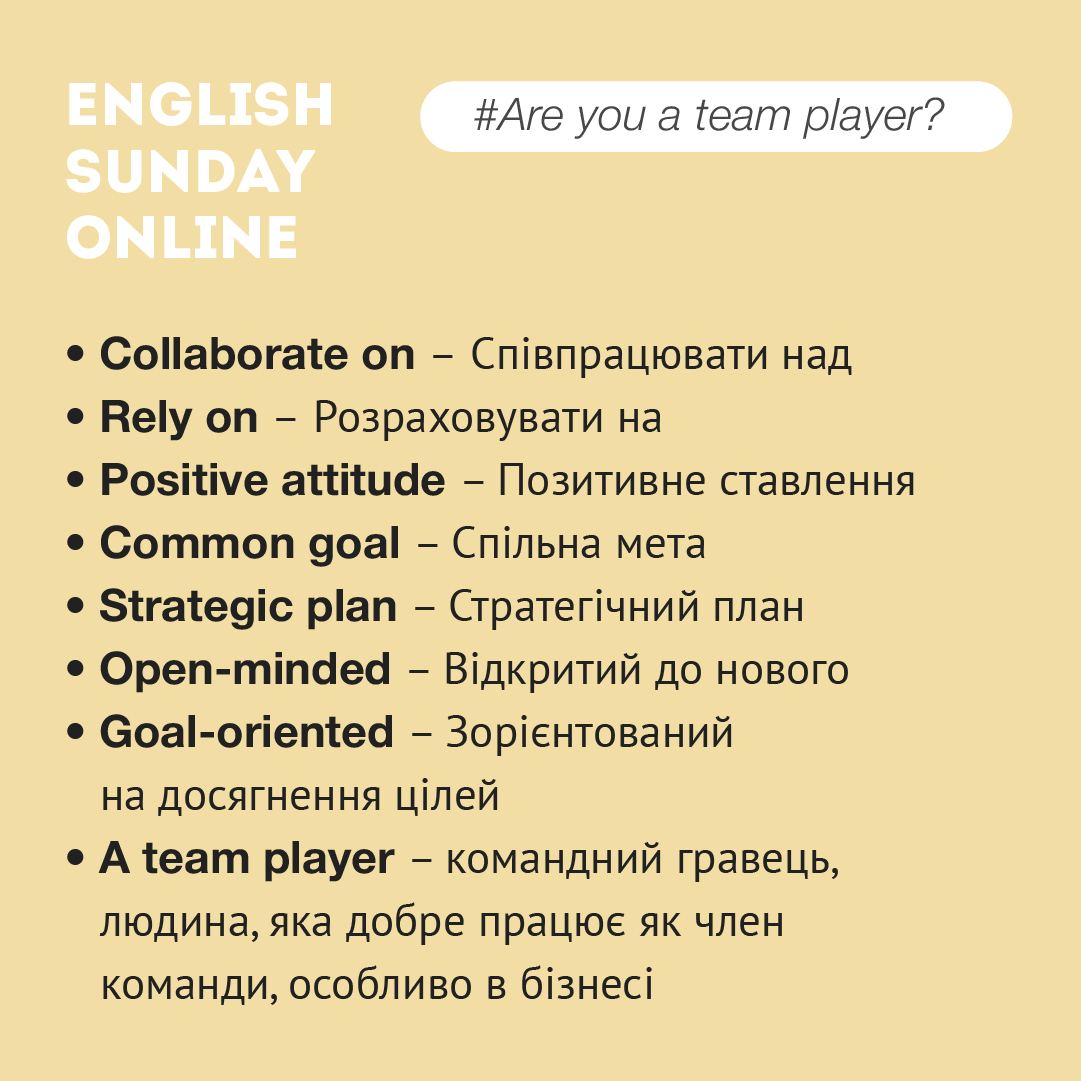 ENGLISH
SUNDAY
ONLINE
#Are you a team player?
• Collaborate on – Співпрацювати над
• Rely on – Розраховувати на
• Positive attitude – Позитивне ставлення
• Common goal – Спільна мета
• Strategic plan – Стратегічний план
• Open-minded – Відкритий до нового
• Goal-oriented – Зорієнтований
на досягнення цілей
• A team player – командний гравець,
людина, яка добре працює як член
команди, особливо в бізнесі